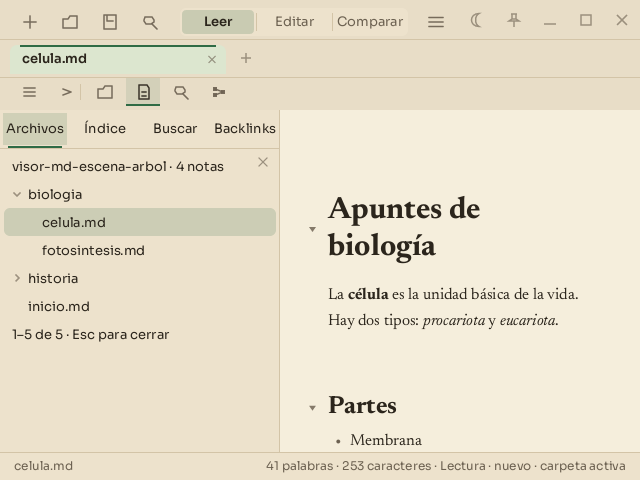 Leer Editar Comparar
celula.md
Archivos Índice Buscar Backlinks
visor-md-escena-arbol · 4 notas
biologia
celula.md
fotosintesis.md
historia
inicio.md
1–5 de 5 · Esc para cerrar
Apuntes de
biología
La célula es la unidad básica de la vida.
Hay dos tipos: procariota y eucariota.
Partes
• Membrana
celula.md
41 palabras · 253 caracteres · Lectura · nuevo · carpeta activa